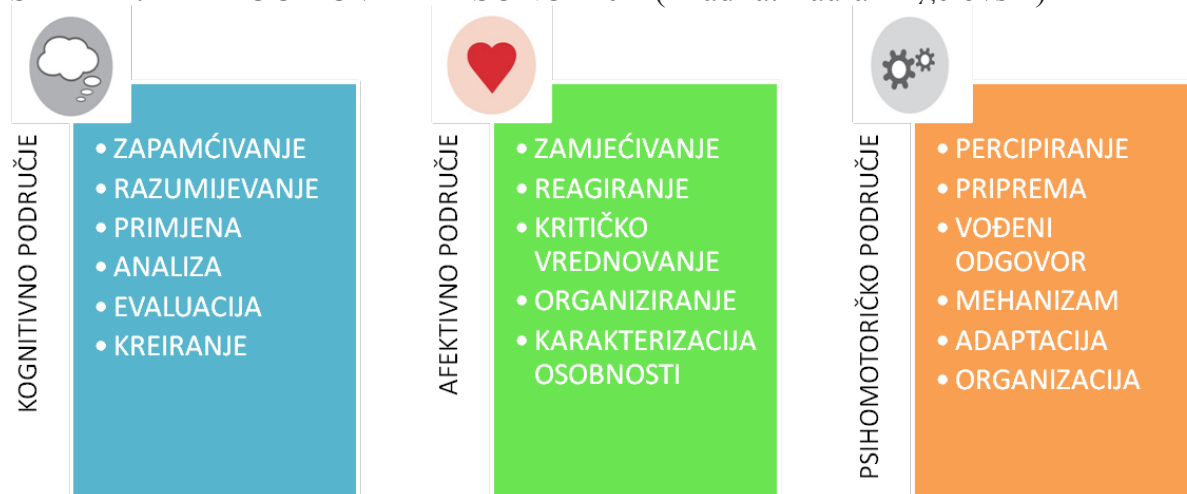 KOGNITIVNO PODRUČJE
• ZAPAMĆIVANJE
• RAZUMIJEVANJE
• PRIMJENA
• ANALIZA
• EVALUACIJA
• KREIRANJE
AFEKTIVNO PODRUČJE
• ZAMJEĆIVANJE
• REAGIRANJE
• KRITIČKO
VREDNOVANJE
• ORGANIZIRANJE
• KARAKTERIZACIJA
OSOBNOSTI
PSIHOMOTORIČKO PODRUČJE
• PERCIPIRANJE
• PRIPREMA
• VOĐENI
ODGOVOR
• MEHANIZAM
• ADAPTACIJA
• ORGANIZACIJA